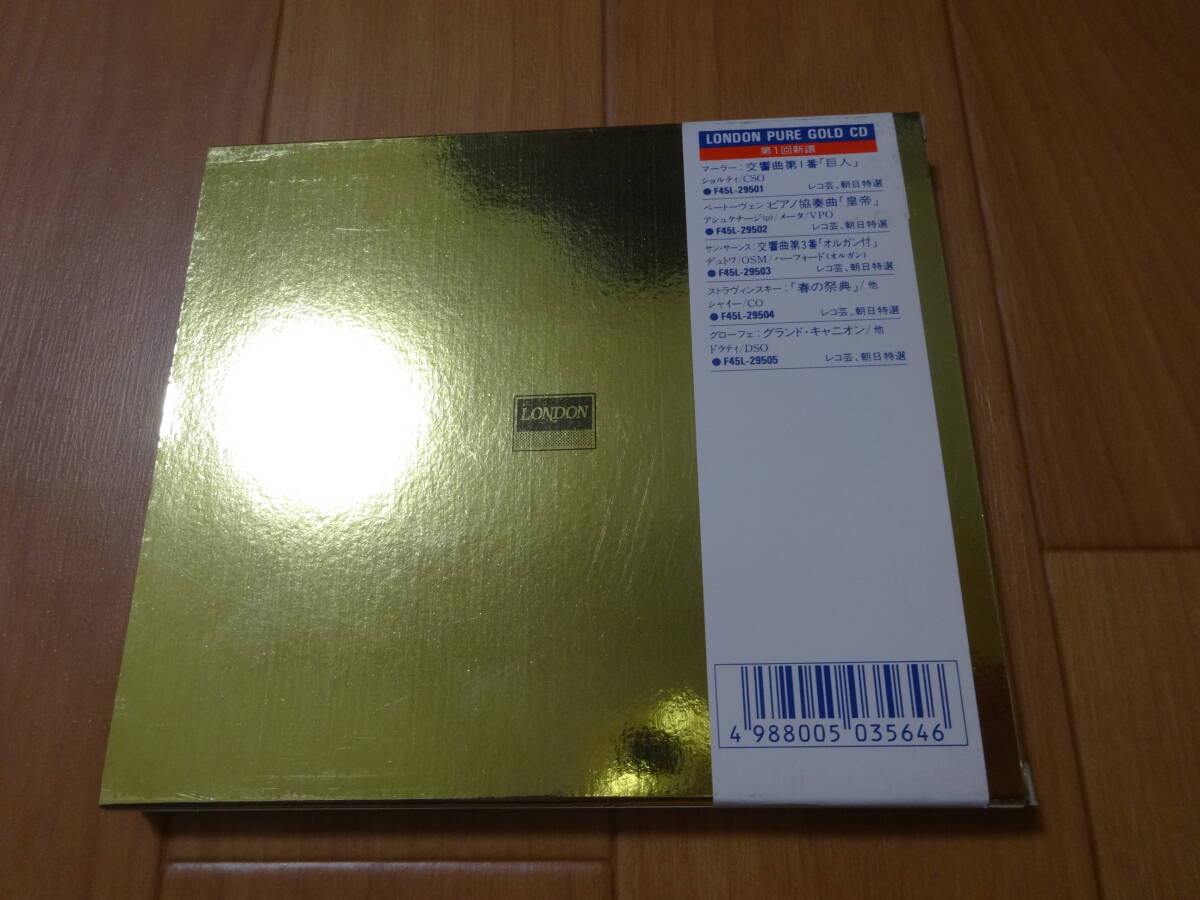 LONDON PURE GOLD CD
第1回新譜
マーラー:交響曲第1番「巨人」
ショルティ/CSO
●F45L-29501 レコ芸、朝日特選
ベートーヴェン ピアノ協奏曲「皇帝」
アシュケナージ(p)/メータ/VPO
●F45L-29502 レコ芸、朝日特選
サン・サーンス:交響曲第3番「オルガン付」
デュトワ/OSM/ハーフォード(オルガン)
●F45L-29503 レコ芸、朝日特選
ストラヴィンスキー:「春の祭典」/他
シャイー/CO
●F45L-29504 レコ芸、朝日特選
グローフェ:グランド・キャニオン/他
ドラティ/DSO
●F45L-29505 レコ芸、朝日特選
LONDON
4 988005 035646